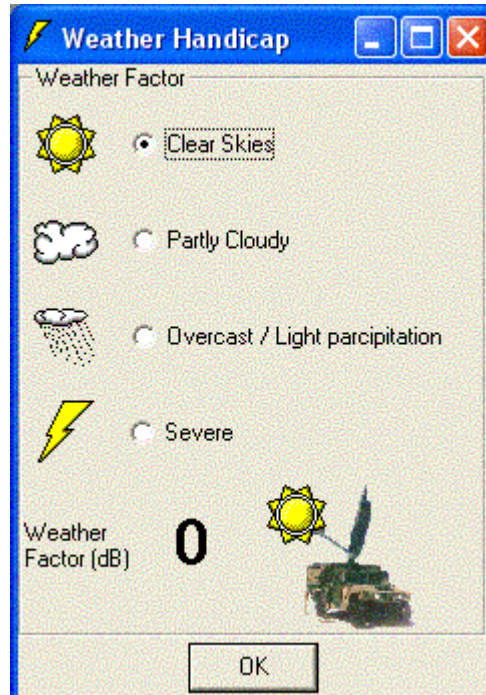 Weather Handicap
Weather Factor
Clear Skies
Partly Cloudy
Overcast / Light parcipitation
Severe
Weather
Factor (dB)
0
OK